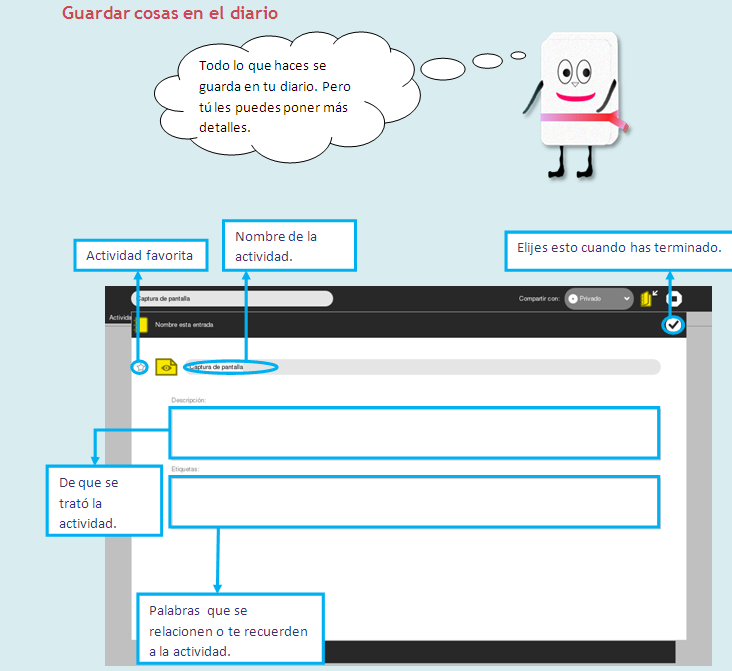 Guardar cosas en el diario
Todo lo que haces se
guarda en tu diario. Pero
tú les puedes poner más
detalles.
Actividad favorita
Nombre de la
actividad.
Elijes esto cuando has terminado.
Captura de pantalla
Compartir con:
Privado
Activida
Nombre esta entrada
Captura de pantalla
Descripción:
De que se
trató la
actividad.
Etiquetas:
Palabras que se
relacionen o te recuerden
a la actividad.